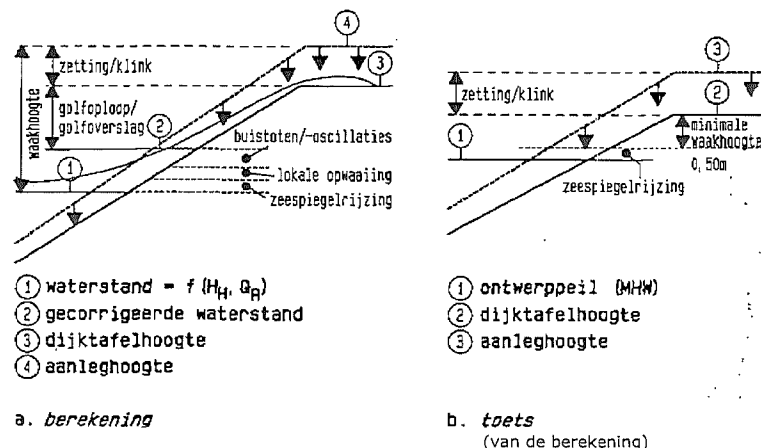 4
zetting/klink
3
golfoploop/
golfoverslag
waakhoogte
2
buistoten/-oscillaties
1
lokale opwaaiing
zeespiegelrijzing
1 waterstand = f (H_H, Q_R)
2 gecorrigeerde waterstand
3 dijktafelhoogte
4 aanleghoogte
a. berekening
3
zetting/klink
2
1
minimale
waakhoogte
0,50m
zeespiegelrijzing
1 ontwerppeil (MHW)
2 dijktafelhoogte
3 aanleghoogte
b. toets
(van de berekening)